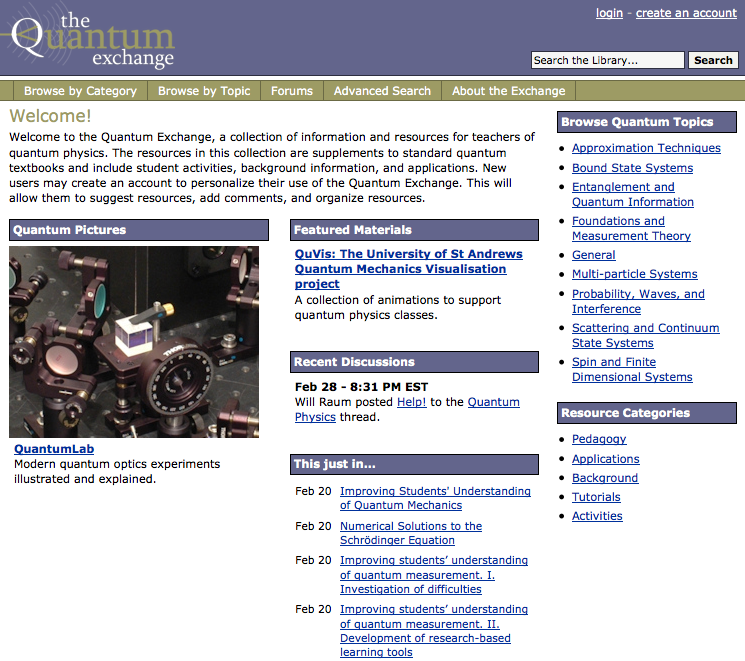 the
Quantum
exchange
login - create an account
Search the Library...
Search
Browse by Category
Browse by Topic
Forums
Advanced Search
About the Exchange
Welcome!
Welcome to the Quantum Exchange, a collection of information and resources for teachers of
quantum physics. The resources in this collection are supplements to standard quantum
textbooks and include student activities, background information, and applications. New
users may create an account to personalize their use of the Quantum Exchange. This will
allow them to suggest resources, add comments, and organize resources.
Quantum Pictures
THOR
QuantumLab
Modern quantum optics experiments
illustrated and explained.
Featured Materials
QuVis: The University of St Andrews
Quantum Mechanics Visualisation
project
A collection of animations to support
quantum physics classes.
Recent Discussions
Feb 28 - 8:31 PM EST
Will Raum posted Help! to the Quantum
Physics thread.
This just in...
Feb 20 Improving Students' Understanding
of Quantum Mechanics
Feb 20 Numerical Solutions to the
Schrödinger Equation
Feb 20 Improving students’ understanding
of quantum measurement. I.
Investigation of difficulties
Feb 20 Improving students’ understanding
of quantum measurement. II.
Development of research-based
learning tools
Browse Quantum Topics
• Approximation Techniques
• Bound State Systems
• Entanglement and
Quantum Information
• Foundations and
Measurement Theory
• General
• Multi-particle Systems
• Probability, Waves, and
Interference
• Scattering and Continuum
State Systems
• Spin and Finite
Dimensional Systems
Resource Categories
• Pedagogy
• Applications
• Background
• Tutorials
• Activities